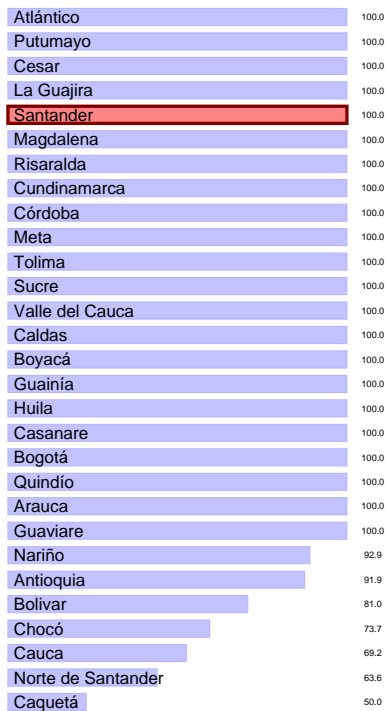 Atlántico 100.0
Putumayo 100.0
Cesar 100.0
La Guajira 100.0
Santander 100.0
Magdalena 100.0
Risaralda 100.0
Cundinamarca 100.0
Córdoba 100.0
Meta 100.0
Tolima 100.0
Sucre 100.0
Valle del Cauca 100.0
Caldas 100.0
Boyacá 100.0
Guainía 100.0
Huila 100.0
Casanare 100.0
Bogotá 100.0
Quindío 100.0
Arauca 100.0
Guaviare 100.0
Nariño 92.9
Antioquia 91.9
Bolivar 81.0
Chocó 73.7
Cauca 69.2
Norte de Santander 63.6
Caquetá 50.0